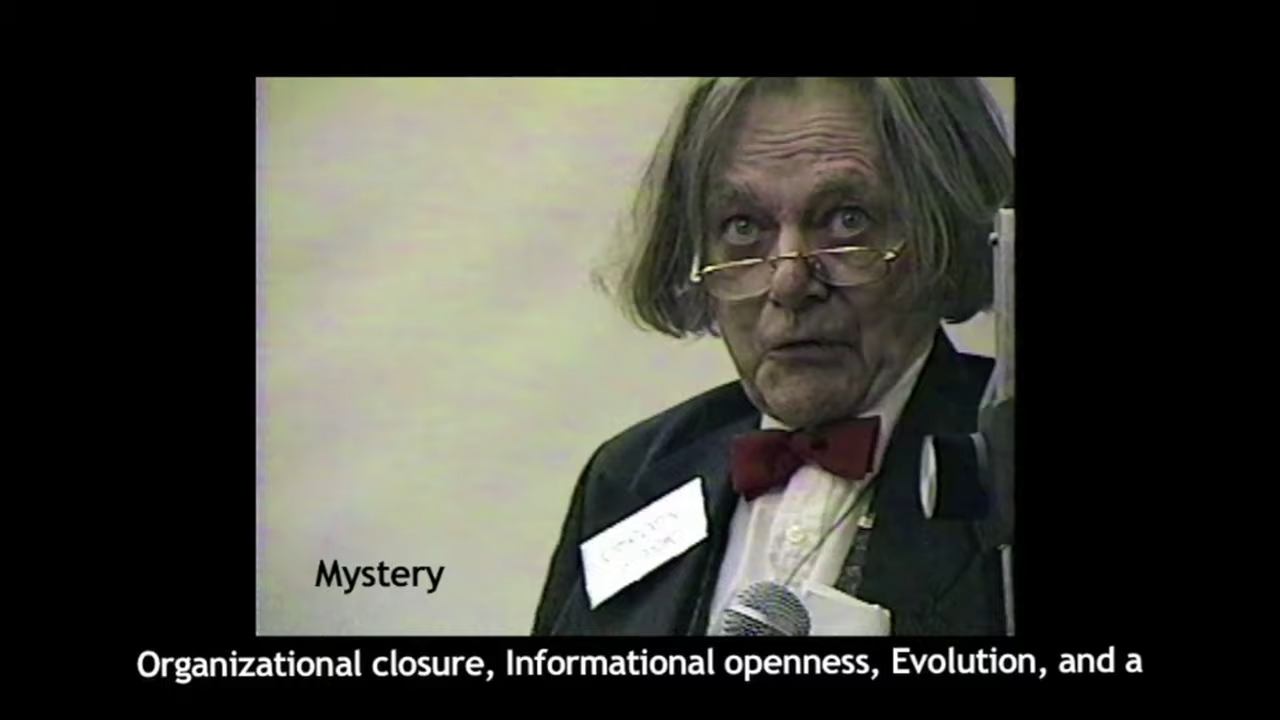 Mystery
Organizational closure, Informational openness, Evolution, and a